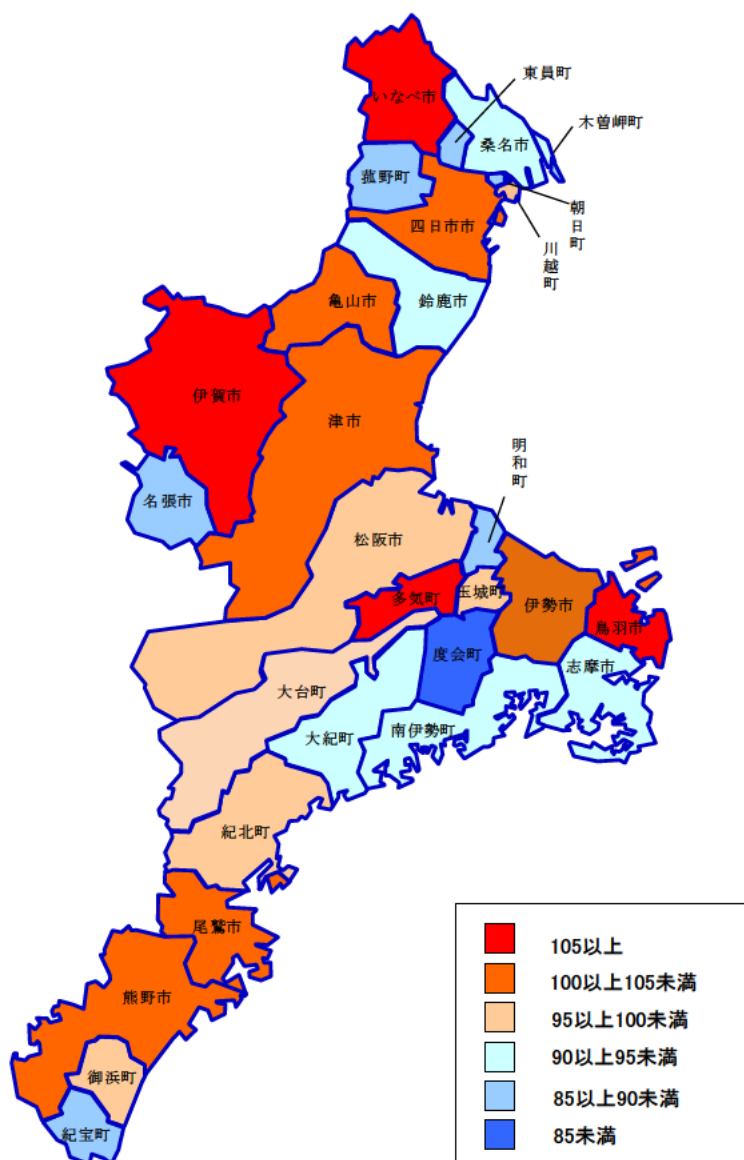 東員町
いなべ市
木曽岬町
桑名市
菰野町
朝日町
四日市市
川越町
亀山市
鈴鹿市
伊賀市
津市
明和町
名張市
松阪市
多気町
玉城町
伊勢市
鳥羽市
度会町
志摩市
大台町
大紀町
南伊勢町
紀北町
尾鷲市
熊野市
御浜町
紀宝町
105以上
100以上105未満
95以上100未満
90以上95未満
85以上90未満
85未満